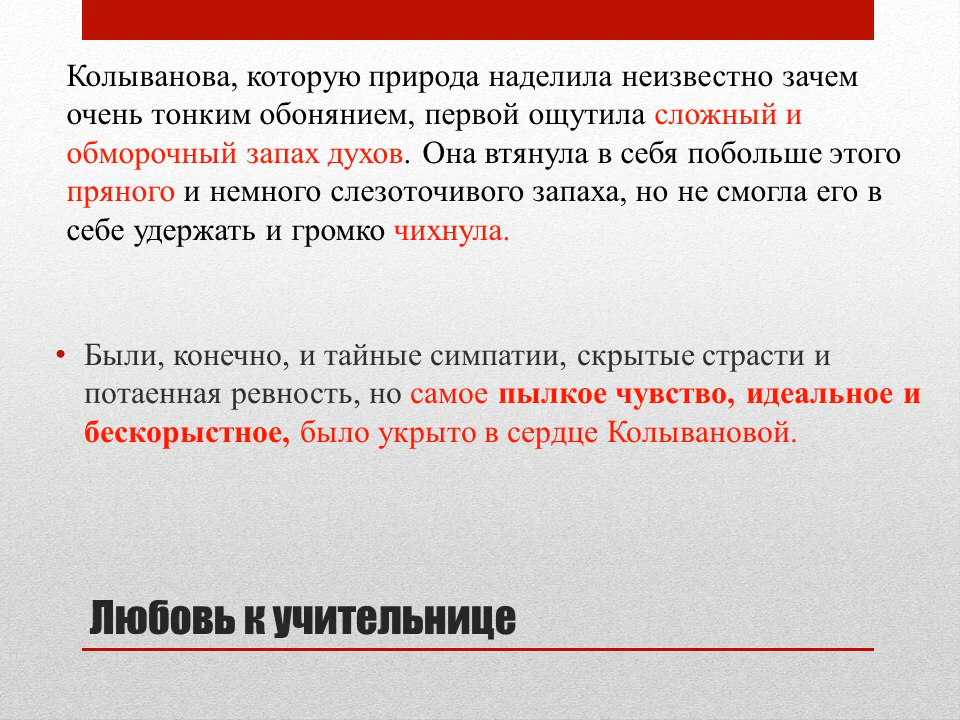 Колыванова, которую природа наделила неизвестно зачем
очень тонким обонянием, первой ощутила сложный и
обморочный запах духов. Она втянула в себя побольше этого
пряного и немного слезоточивого запаха, но не смогла его в
себе удержать и громко чихнула.
• Были, конечно, и тайные симпатии, скрытые страсти и
потаенная ревность, но самое пылкое чувство, идеальное и
бескорыстное, было укрыто в сердце Колывановой.
Любовь к учительнице